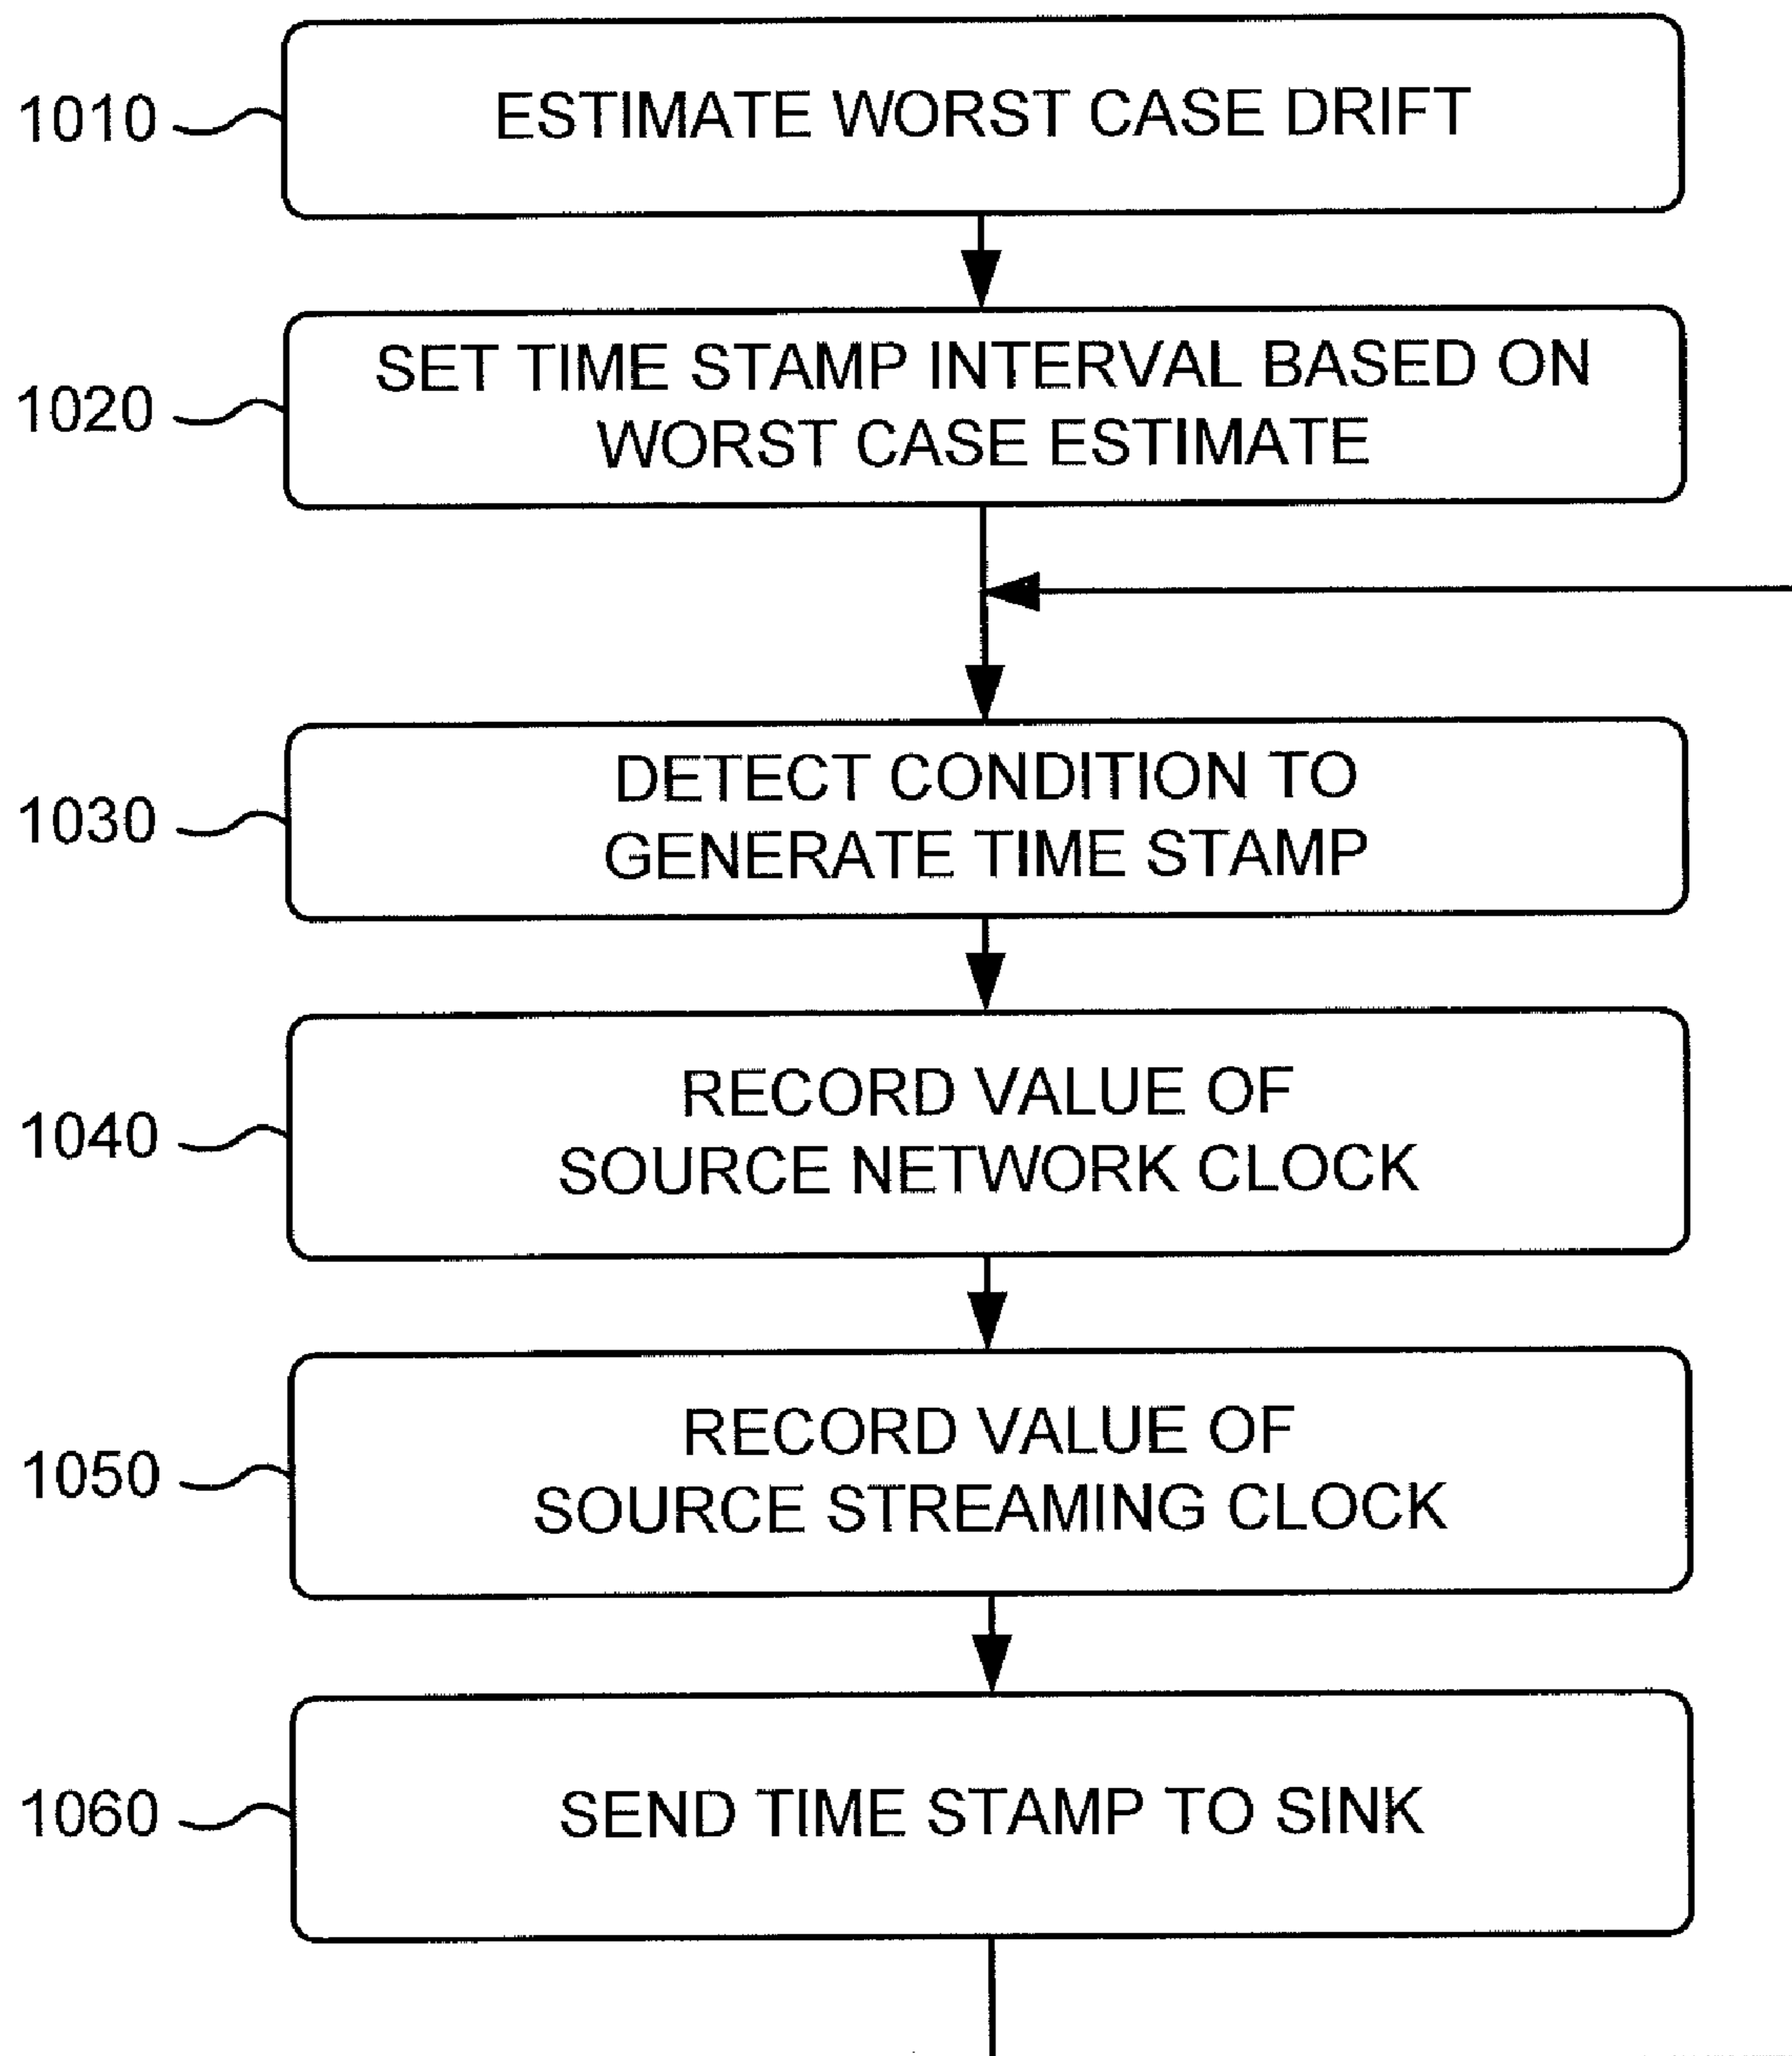 1010
ESTIMATE WORST CASE DRIFT
1020
SET TIME STAMP INTERVAL BASED ON
WORST CASE ESTIMATE
1030
DETECT CONDITION TO
GENERATE TIME STAMP
1040
RECORD VALUE OF
SOURCE NETWORK CLOCK
1050
RECORD VALUE OF
SOURCE STREAMING CLOCK
1060
SEND TIME STAMP TO SINK